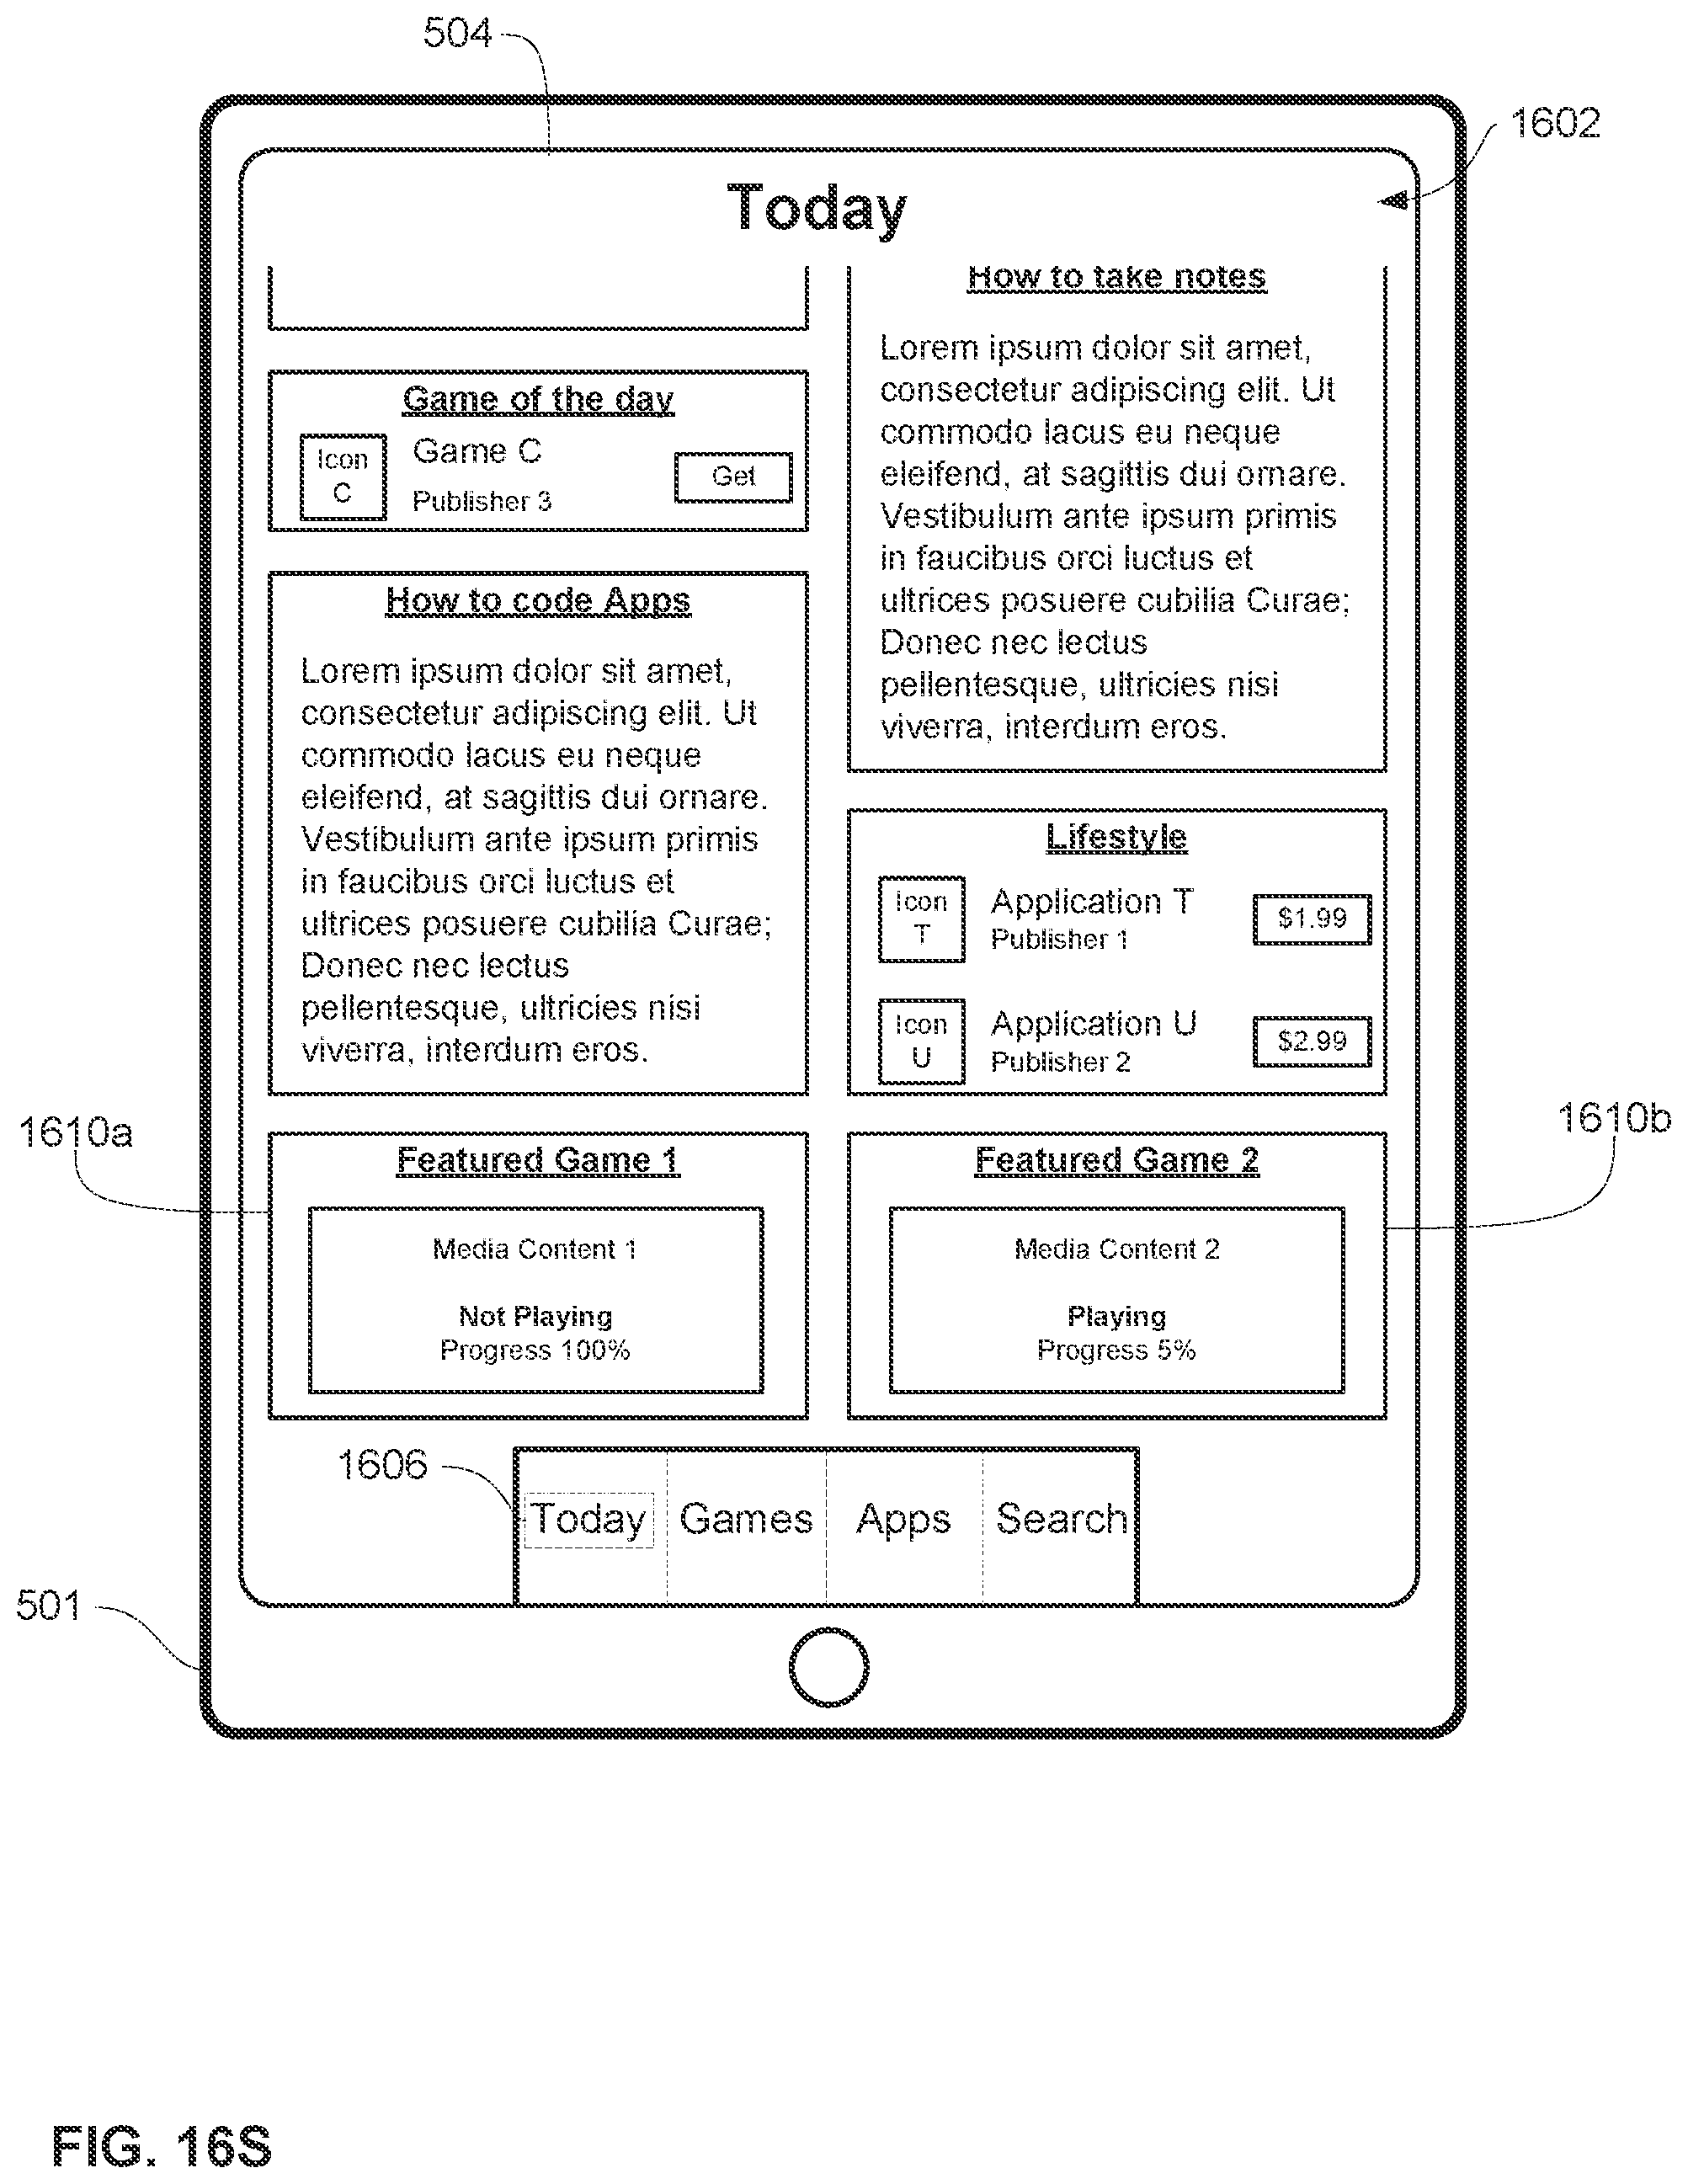 504
1602
Today
Game of the day
Icon
C
Game C
Publisher 3
Get
How to code Apps
Lorem ipsum dolor sit amet,
consectetur adipiscing elit. Ut
commodo lacus eu neque
eleifend, at sagittis dui ornare.
Vestibulum ante ipsum primis
in faucibus orci luctus et
ultrices posuere cubilia Curae;
Donec nec lectus
pellentesque, ultricies nisi
viverra, interdum eros.
How to take notes
Lorem ipsum dolor sit amet,
consectetur adipiscing elit. Ut
commodo lacus eu neque
eleifend, at sagittis dui ornare.
Vestibulum ante ipsum primis
in faucibus orci luctus et
ultrices posuere cubilia Curae;
Donec nec lectus
pellentesque, ultricies nisi
viverra, interdum eros.
Lifestyle
Icon
T
Application T
Publisher 1
$1.99
Icon
U
Application U
Publisher 2
$2.99
1610a
Featured Game 1
Media Content 1
Not Playing
Progress 100%
1610b
Featured Game 2
Media Content 2
Playing
Progress 5%
1606
Today Games Apps Search
501
FIG. 16S